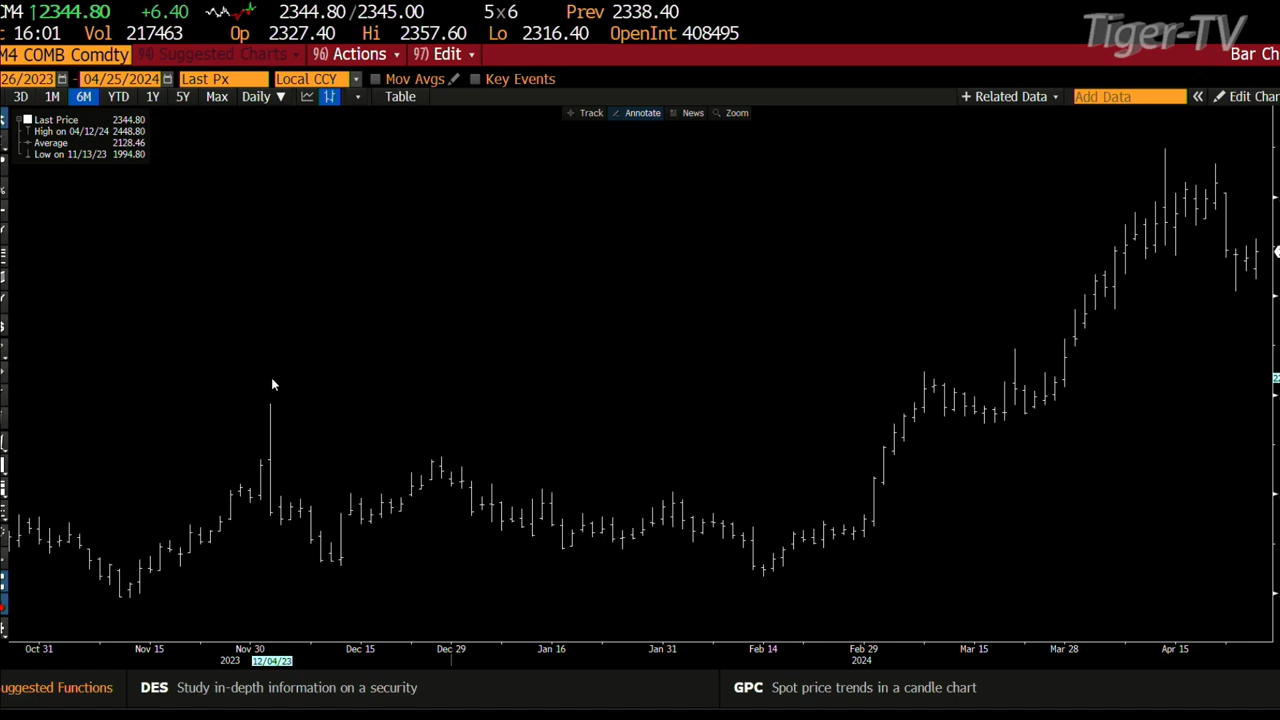 CM4 ↑2344.80 +6.40 2344.80/2345.00 5x6 Prev 2338.40
16:01 Vol 217463 Op 2327.40 Hi 2357.60 Lo 2316.40 OpenInt 408495
Tiger-TV
M4 COMB Comdty 94) Suggested Charts 96) Actions 97) Edit Bar Ch
26/2023 - 04/25/2024 Last Px Local CCY Mov Avgs Key Events
3D 1M 6M YTD 1Y 5Y Max Daily ▼ Table + Related Data Add Data « Edit Char
Track Annotate News Zoom
Last Price 2344.80
High on 04/12/24 2448.80
Average 2128.46
Low on 11/13/23 1994.80
Oct 31 Nov 15 Nov 30 Dec 15 Dec 29 Jan 16 Jan 31 Feb 14 Feb 29 Mar 15 Mar 28 Apr 15
2023 12/04/23 2024
uggested Functions DES Study in-depth information on a security GPC Spot price trends in a candle chart